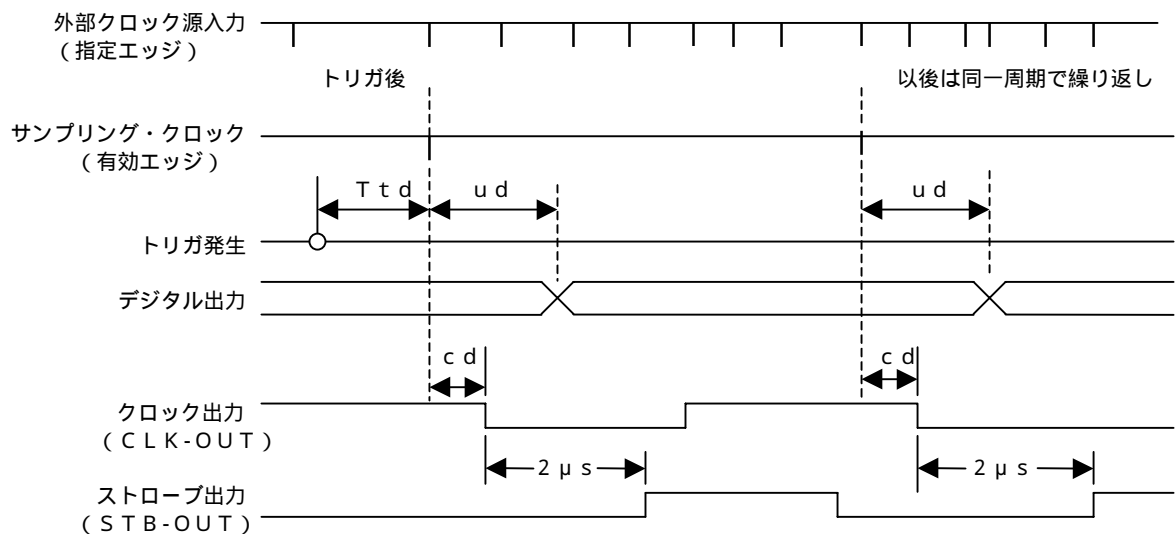 外部クロック源入力
(指定エッジ)
トリガ後
以後は同一周期で繰り返し
サンプリング・クロック
(有効エッジ)
Ttd
ud
ud
トリガ発生
デジタル出力
cd
cd
クロック出力
(CLK-OUT)
2μs
2μs
ストローブ出力
(STB-OUT)